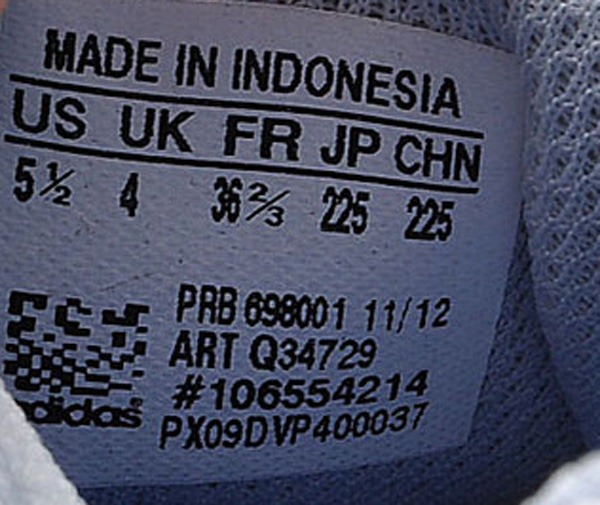 MADE IN INDONESIA
US UK FR JP CHN
5½ 4 36⅔ 225 225
PRB 698001 11/12
ART Q34729
#106554214
adidas PX09DVP400037